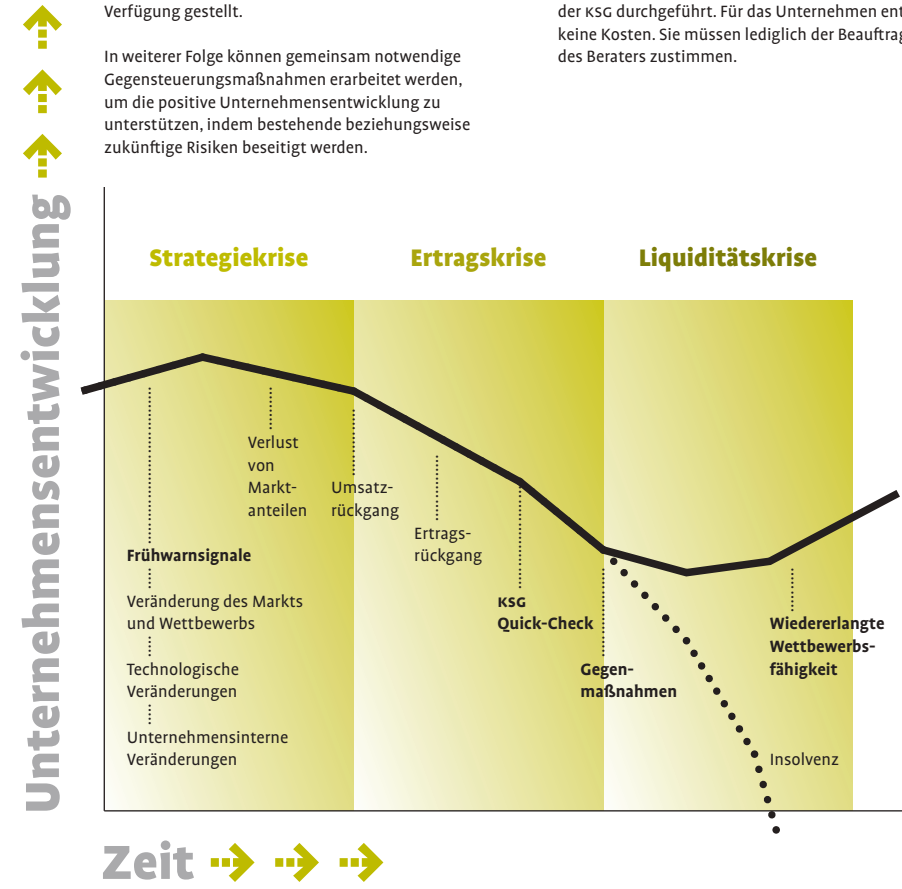 Verfügung gestellt.
In weiterer Folge können gemeinsam notwendige
Gegensteuerungsmaßnahmen erarbeitet werden,
um die positive Unternehmensentwicklung zu
unterstützen, indem bestehende beziehungsweise
zukünftige Risiken beseitigt werden.
der KSG durchgeführt. Für das Unternehmen
keine Kosten. Sie müssen lediglich der
des Beraters zustimmen.
Unternehmensentwicklung
Strategiekrise
Ertragskrise
Liquiditätskrise
Verlust
von
Markt-
anteilen
Umsatz-
rückgang
Ertrags-
rückgang
Frühwarnsignale
Veränderung des Markts
und Wettbewerbs
Technologische
Veränderungen
Unternehmensinterne
Veränderungen
KSG
Quick-Check
Gegen-
maßnahmen
Wiedererlangte
Wettbewerbs-
fähigkeit
Insolvenz
Zeit